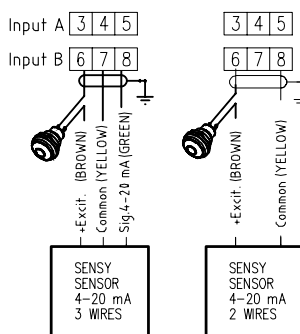 Input A 3 4 5
Input B 6 7 8
+Excit. (BROWN)
Common (YELLOW)
Sig.4-20 mA (GREEN)
SENSY
SENSOR
4-20 mA
3 WIRES
3 4 5
6 7 8
+Excit. (BROWN)
Common (YELLOW)
SENSY
SENSOR
4-20 mA
2 WIRES